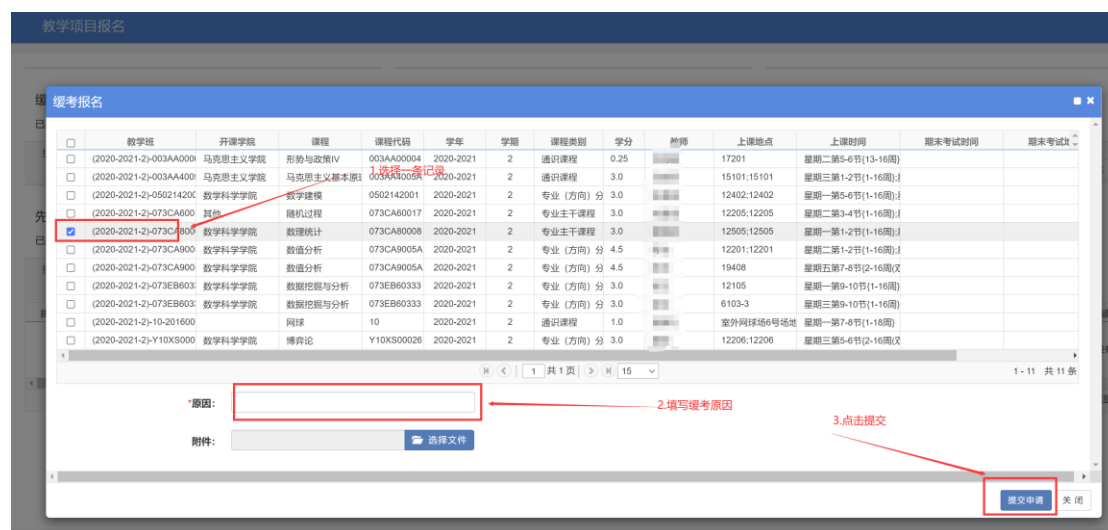 教学项目报名
缓考报名
教学班 开课学院 课程 课程代码 学年 学期 课程类别 学分 教师 上课地点 上课时间 期末考试时间 期末考试地
(2020-2021-2)-003AA000 马克思主义学院 形势与政策IV 003AA00004 2020-2021 2 通识课程 0.25 17201 星期二第5-6节(13-16周)
1.选择一条记录
(2020-2021-2)-003AA400 马克思主义学院 马克思主义基本原 003AA4005A 2020-2021 2 通识课程 3.0 15101;15101 星期三第1-2节(1-16周);
(2020-2021-2)-05021420 数学科学学院 数学建模 0502142001 2020-2021 2 专业（方向）分 3.0 12402;12402 星期一第5-6节(1-16周);
(2020-2021-2)-073CA600 其他 随机过程 073CA60017 2020-2021 2 专业主干课程 3.0 12205;12205 星期二第3-4节(1-16周);
(2020-2021-2)-073CA800 数学科学学院 数理统计 073CA80008 2020-2021 2 专业主干课程 3.0 12505;12505 星期一第1-2节(1-16周);
(2020-2021-2)-073CA900 数学科学学院 数值分析 073CA9005A 2020-2021 2 专业（方向）分 4.5 12201;12201 星期二第1-2节(1-16周);
(2020-2021-2)-073CA900 数学科学学院 数值分析 073CA9005A 2020-2021 2 专业（方向）分 4.5 19408 星期五第7-8节(2-16周)(
(2020-2021-2)-073EB603 数学科学学院 数据挖掘与分析 073EB60333 2020-2021 2 专业（方向）分 3.0 12105 星期一第9-10节(1-16周)
(2020-2021-2)-073EB603 数学科学学院 数据挖掘与分析 073EB60333 2020-2021 2 专业（方向）分 3.0 6103-3 星期三第9-10节(1-16周)
(2020-2021-2)-10-201600 网球 10 2020-2021 2 通识课程 1.0 室外网球场6号场地 星期一第7-8节(1-18周)
(2020-2021-2)-Y10XS000 数学科学学院 博弈论 Y10XS00026 2020-2021 2 专业（方向）分 3.0 12206;12206 星期三第5-6节(2-16周)(
1 共1页 15 1 - 11 共 11 条
*原因：
2.填写缓考原因
3.点击提交
附件： 选择文件
提交申请 关 闭